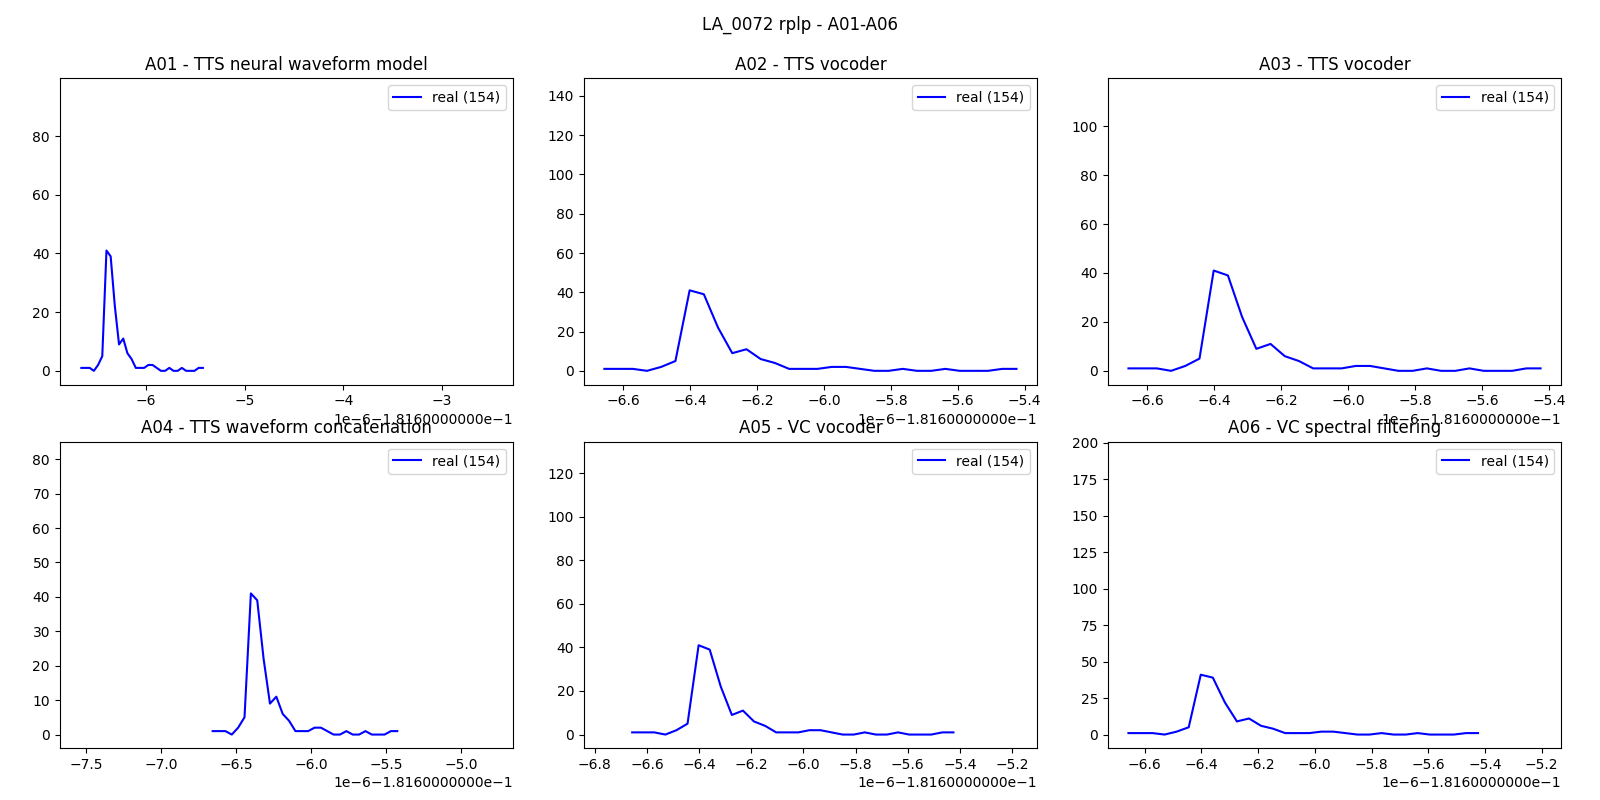 LA_0072 rplp - A01-A06
A01 - TTS neural waveform model
A02 - TTS vocoder
A03 - TTS vocoder
real (154)
real (154)
real (154)
80
60
40
20
0
140
120
100
80
60
40
20
0
100
80
60
40
20
0
−6 −5 −4 −3
−6.6 −6.4 −6.2 −6.0 −5.8 −5.6 −5.4
−6.6 −6.4 −6.2 −6.0 −5.8 −5.6 −5.4
1e−6−1.8160000000e−1
1e−6−1.8160000000e−1
1e−6−1.8160000000e−1
A04 - TTS waveform concatenation
A05 - VC vocoder
A06 - VC spectral filtering
real (154)
real (154)
real (154)
80
70
60
50
40
30
20
10
0
120
100
80
60
40
20
0
200
175
150
125
100
75
50
25
0
−7.5 −7.0 −6.5 −6.0 −5.5 −5.0
−6.8 −6.6 −6.4 −6.2 −6.0 −5.8 −5.6 −5.4 −5.2
−6.6 −6.4 −6.2 −6.0 −5.8 −5.6 −5.4 −5.2
1e−6−1.8160000000e−1
1e−6−1.8160000000e−1
1e−6−1.8160000000e−1